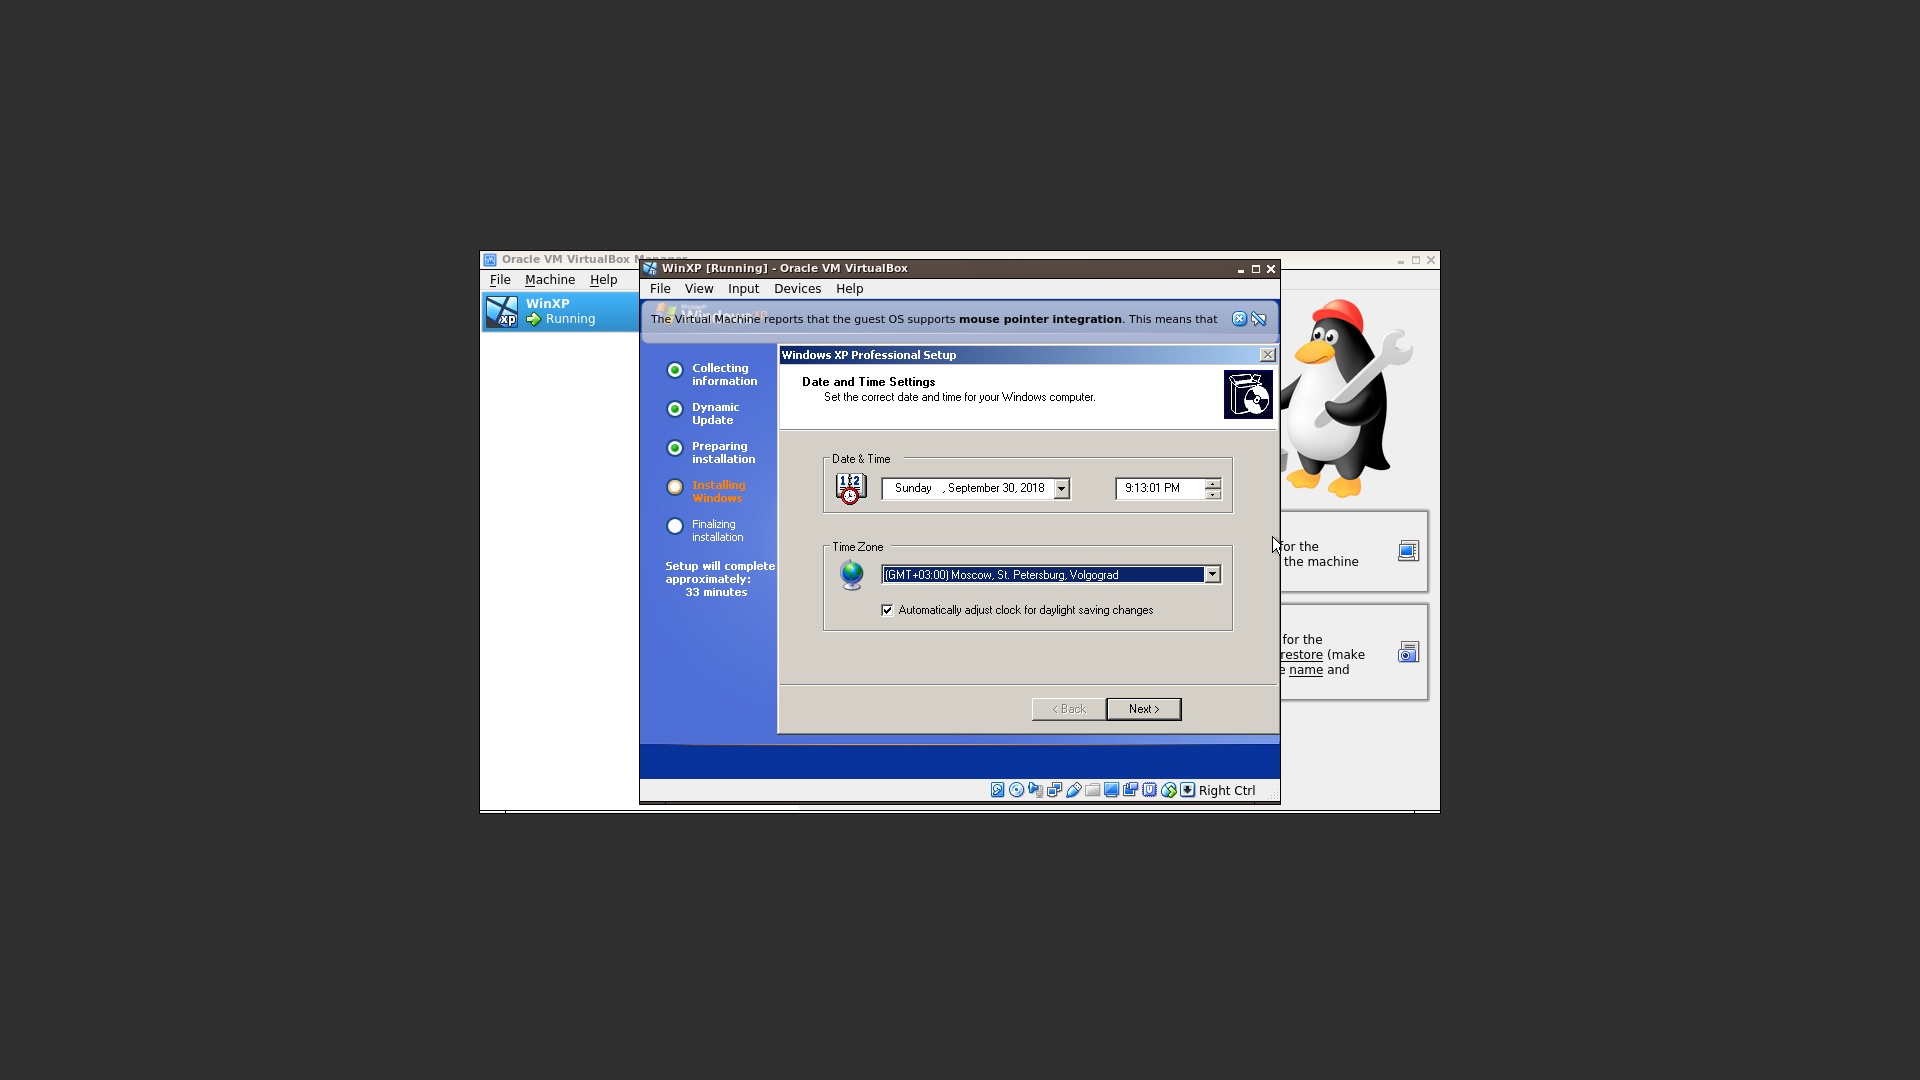 Oracle VM VirtualBox Manager
File Machine Help
WinXP
Running
WinXP [Running] - Oracle VM VirtualBox
File View Input Devices Help
The Virtual Machine reports that the guest OS supports mouse pointer integration. This means that
Collecting
information
Dynamic
Update
Preparing
installation
Installing
Windows
Finalizing
installation
Setup will complete
approximately:
33 minutes
Windows XP Professional Setup
Date and Time Settings
Set the correct date and time for your Windows computer.
Date & Time
12
Sunday , September 30, 2018
9:13:01 PM
Time Zone
(GMT+03:00) Moscow, St. Petersburg, Volgograd
Automatically adjust clock for daylight saving changes
< Back
Next >
Right Ctrl
for the
the machine
for the
restore (make
name and